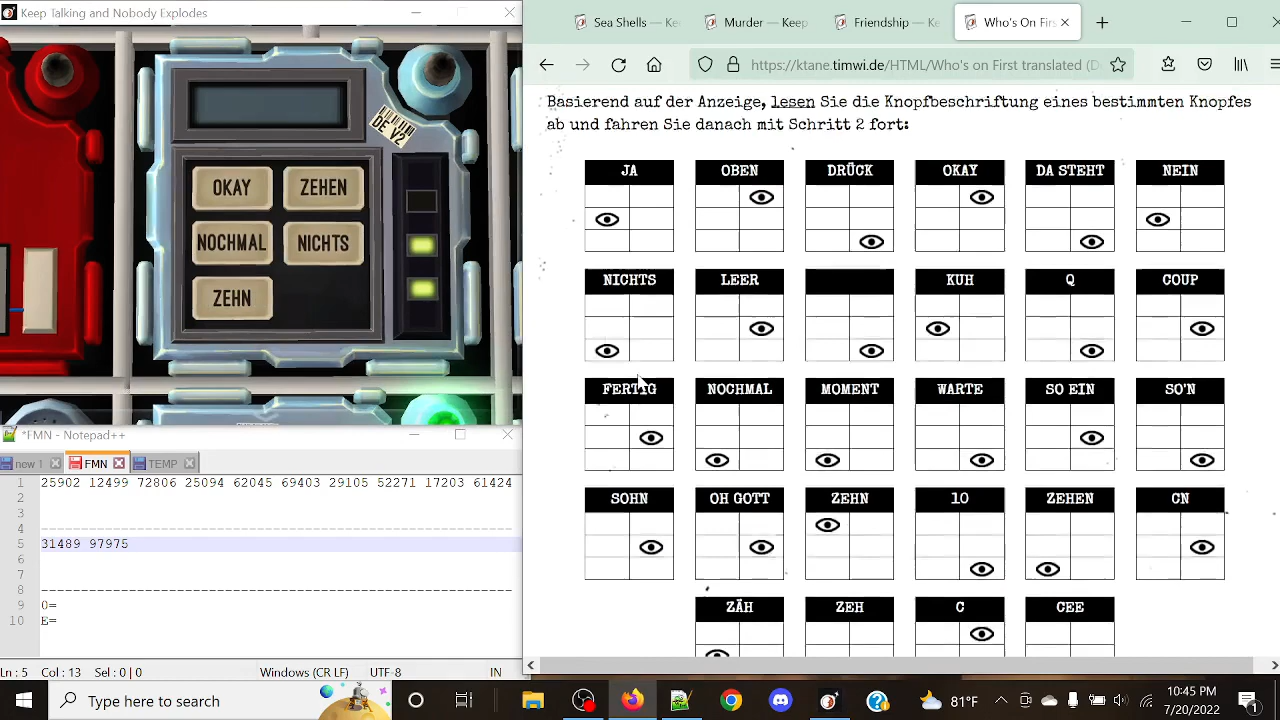 Keep Talking and Nobody Explodes
DE V2
OKAY
ZEHEN
NOCHMAL
NICHTS
ZEHN
*FMN - Notepad++
new 1
FMN
TEMP
1 25902 12499 72806 25094 62045 69403 29105 52271 17203 61424
2
3
4 ----------------------------------------------------------
5 31489 97975
6
7
8 ----------------------------------------------------------
9 O=
10 E=
Ln: 5 Col: 13 Sel: 0 | 0 Windows (CR LF) UTF-8 IN
Sea Shells — Kee
Murder — Keep
Friendship — Ke
Who's On Firs
https://ktane.timwi.de/HTML/Who's on First translated (D
Basierend auf der Anzeige, lesen Sie die Knopfbeschriftung eines bestimmten Knopfes
ab und fahren Sie danach mit Schritt 2 fort:
JA OBEN DRÜCK OKAY DA STEHT NEIN
NICHTS LEER KUH Q COUP
FERTIG NOCHMAL MOMENT WARTE SO EIN SO'N
SOHN OH GOTT ZEHN 10 ZEHEN CN
ZÄH ZEH C CEE
Type here to search
81°F
10:45 PM
7/20/2022